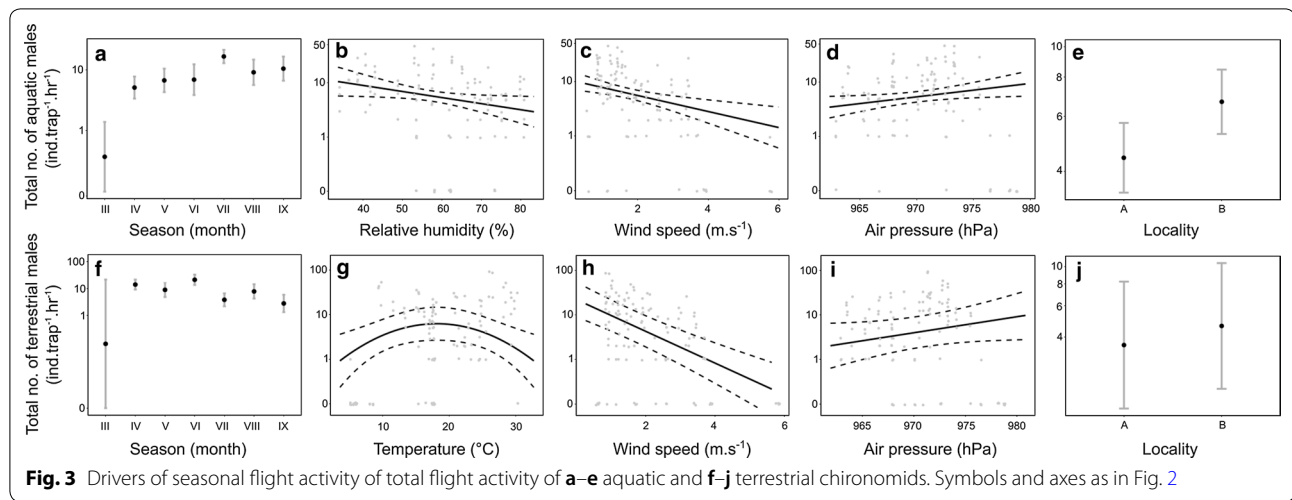 Total no. of aquatic males
(ind.trap⁻¹.hr⁻¹)
a
10
1
0
III IV V VI VII VIII IX
Season (month)
b
50
10
1
0
40 50 60 70 80
Relative humidity (%)
c
50
10
1
0
2 4 6
Wind speed (m.s⁻¹)
d
50
10
1
0
965 970 975 980
Air pressure (hPa)
e
10
8
6
4
A B
Locality
Total no. of terrestrial males
(ind.trap⁻¹.hr⁻¹)
f
100
10
1
0
III IV V VI VII VIII IX
Season (month)
g
100
10
1
0
10 20 30
Temperature (°C)
h
100
10
1
0
2 4 6
Wind speed (m.s⁻¹)
i
100
10
1
0
965 970 975 980
Air pressure (hPa)
j
10
8
6
4
A B
Locality
Fig. 3 Drivers of seasonal flight activity of total flight activity of a–e aquatic and f–j terrestrial chironomids. Symbols and axes as in Fig. 2